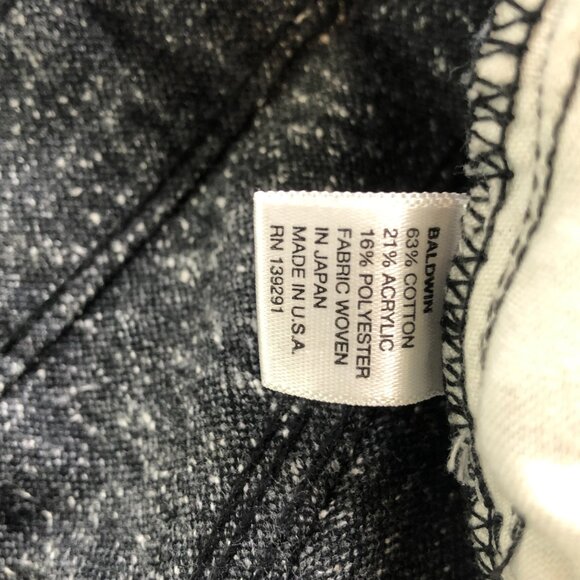 BALDWIN
63% COTTON
21% ACRYLIC
16% POLYESTER
FABRIC WOVEN
IN JAPAN
MADE IN U.S.A.
RN 139291